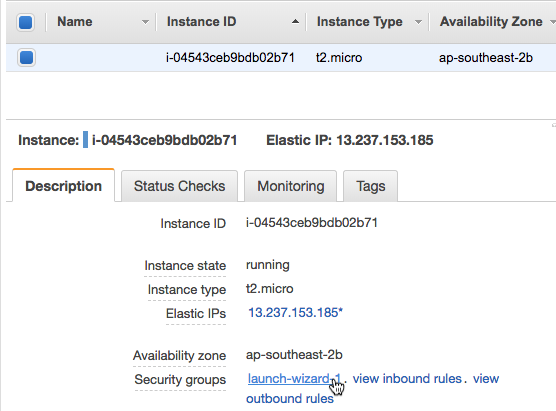 Name Instance ID Instance Type Availability Zone
i-04543ceb9bdb02b71 t2.micro ap-southeast-2b
Instance: i-04543ceb9bdb02b71 Elastic IP: 13.237.153.185
Description Status Checks Monitoring Tags
Instance ID i-04543ceb9bdb02b71
Instance state running
Instance type t2.micro
Elastic IPs 13.237.153.185*
Availability zone ap-southeast-2b
Security groups launch-wizard-1. view inbound rules. view
outbound rules